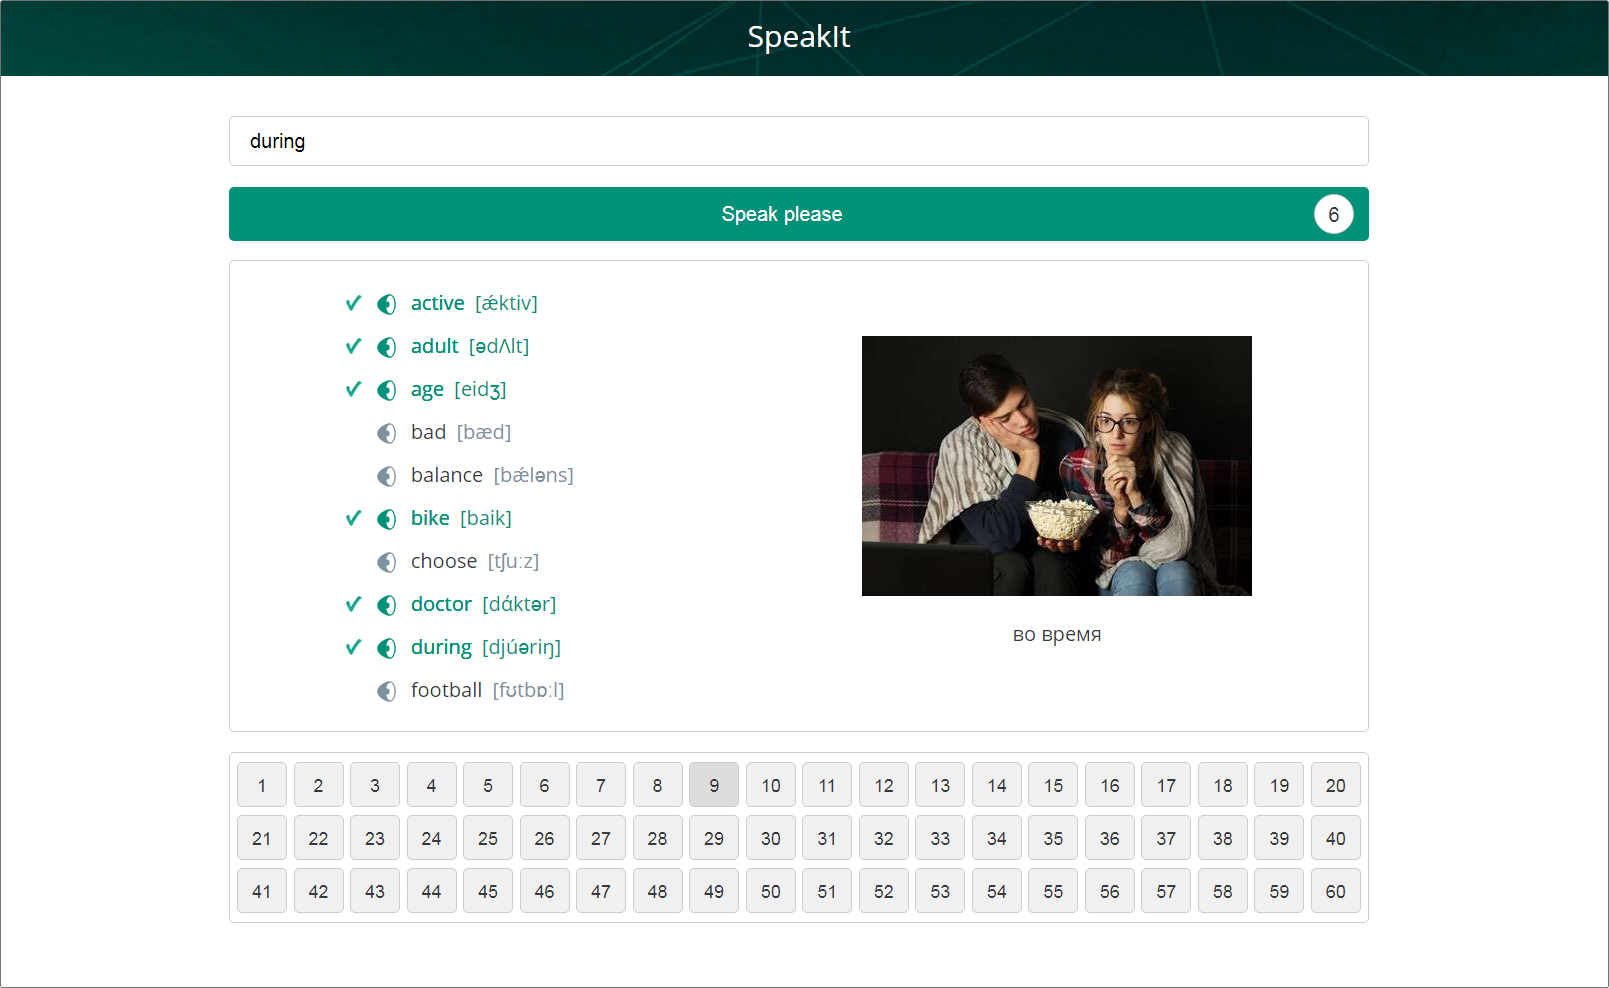 SpeakIt
during
Speak please 6
active [ǽktiv]
adult [ədʌlt]
age [eidʒ]
bad [bæd]
balance [bǽləns]
bike [baik]
choose [tʃu:z]
doctor [dάktər]
during [djúəriŋ]
football [fʊtbɒ:l]
во время
1 2 3 4 5 6 7 8 9 10 11 12 13 14 15 16 17 18 19 20
21 22 23 24 25 26 27 28 29 30 31 32 33 34 35 36 37 38 39 40
41 42 43 44 45 46 47 48 49 50 51 52 53 54 55 56 57 58 59 60